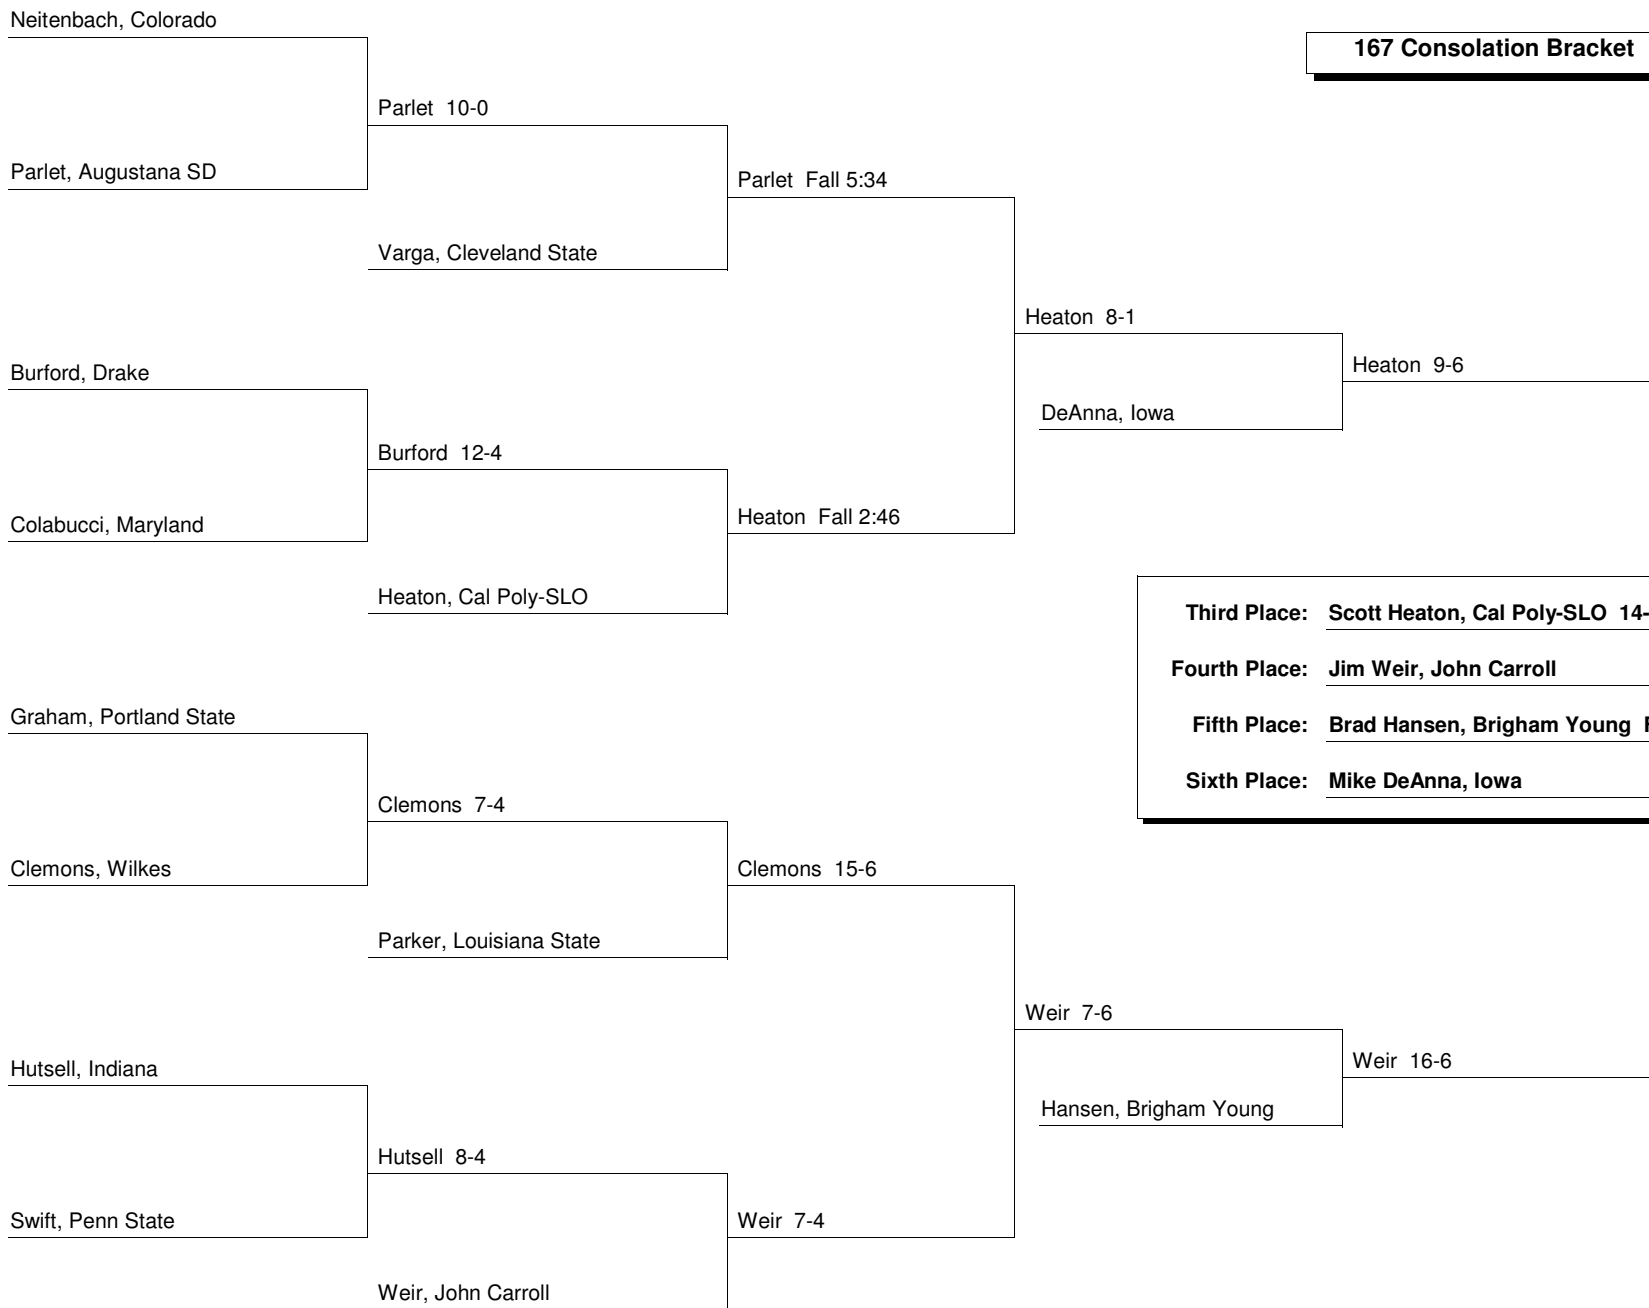 Neitenbach, Colorado
167 Consolation Bracket
Parlet 10-0
Parlet, Augustana SD
Parlet Fall 5:34
Varga, Cleveland State
Heaton 8-1
Burford, Drake
Heaton 9-6
DeAnna, Iowa
Burford 12-4
Colabucci, Maryland
Heaton Fall 2:46
Heaton, Cal Poly-SLO
Third Place: Scott Heaton, Cal Poly-SLO 14-
Fourth Place: Jim Weir, John Carroll
Fifth Place: Brad Hansen, Brigham Young
Sixth Place: Mike DeAnna, Iowa
Graham, Portland State
Clemons 7-4
Clemons, Wilkes
Clemons 15-6
Parker, Louisiana State
Weir 7-6
Hutsell, Indiana
Weir 16-6
Hansen, Brigham Young
Hutsell 8-4
Swift, Penn State
Weir 7-4
Weir, John Carroll